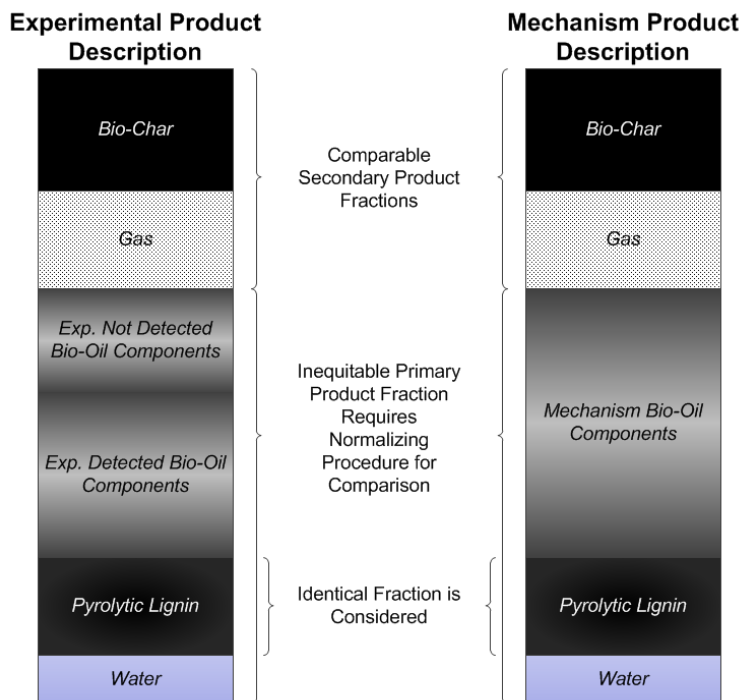 Experimental Product
Description
Bio-Char
Gas
Exp. Not Detected
Bio-Oil Components
Exp. Detected Bio-Oil
Components
Pyrolytic Lignin
Water
Comparable
Secondary Product
Fractions
Inequitable Primary
Product Fraction
Requires
Normalizing
Procedure for
Comparison
Identical Fraction is
Considered
Mechanism Product
Description
Bio-Char
Gas
Mechanism Bio-Oil
Components
Pyrolytic Lignin
Water